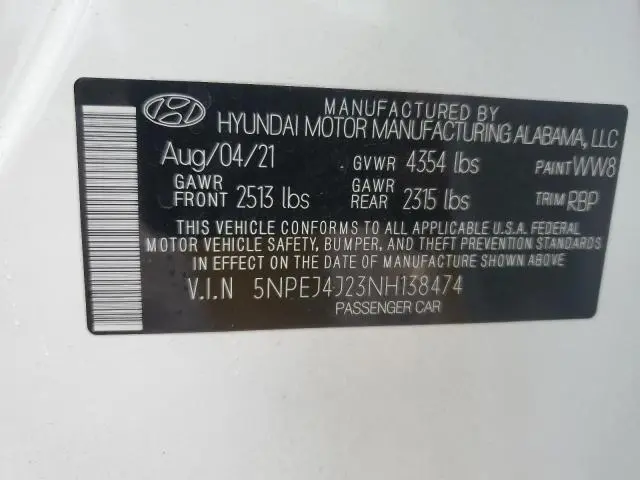 MANUFACTURED BY
HYUNDAI MOTOR MANUFACTURING ALABAMA, LLC
Aug/04/21 GVWR 4354 lbs PAINT WW8
GAWR FRONT 2513 lbs GAWR REAR 2315 lbs TRIM RBP
THIS VEHICLE CONFORMS TO ALL APPLICABLE U.S.A. FEDERAL
MOTOR VEHICLE SAFETY, BUMPER, AND THEFT PREVENTION STANDARDS
IN EFFECT ON THE DATE OF MANUFACTURE SHOWN ABOVE.
V.I.N 5NPEJ4J23NH138474
PASSENGER CAR